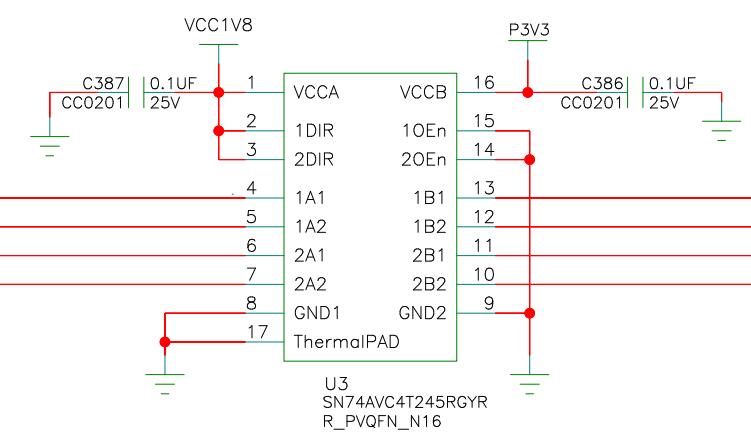 VCC1V8
P3V3
C387 0.1UF
CC0201 25V
C386 0.1UF
CC0201 25V
1 VCCA VCCB 16
2 1DIR 1OEn 15
3 2DIR 2OEn 14
4 1A1 1B1 13
5 1A2 1B2 12
6 2A1 2B1 11
7 2A2 2B2 10
8 GND1 GND2 9
17 ThermalPAD
U3
SN74AVC4T245RGYR
R_PVQFN_N16